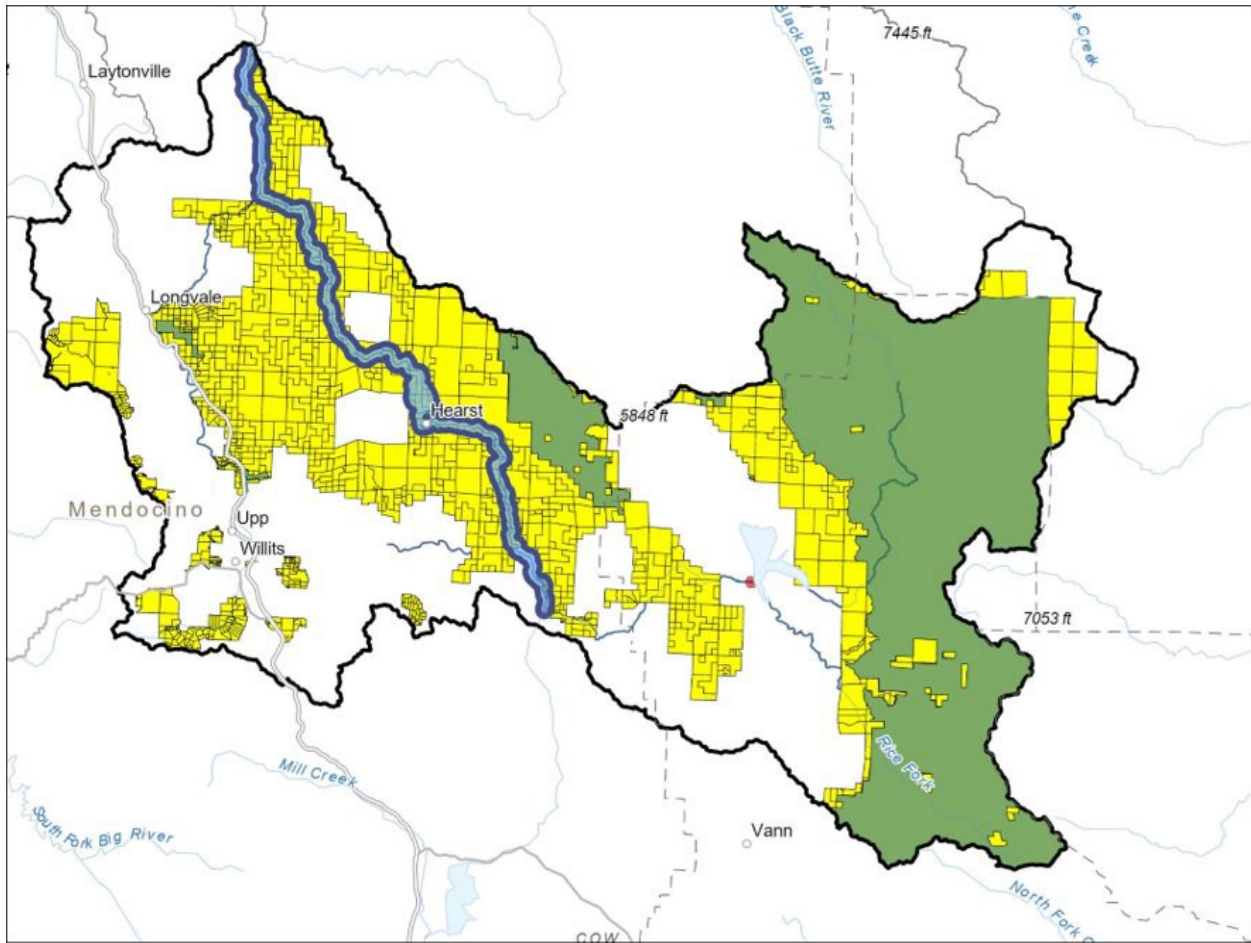 7445 ft
Laytonville
Black Butte River
Creek
Longvale
Hearst
5848 ft
Mendocino
Upp
Willits
7053 ft
Rice Fork
Mill Creek
South Fork Big River
Vann
North Fork C
COW